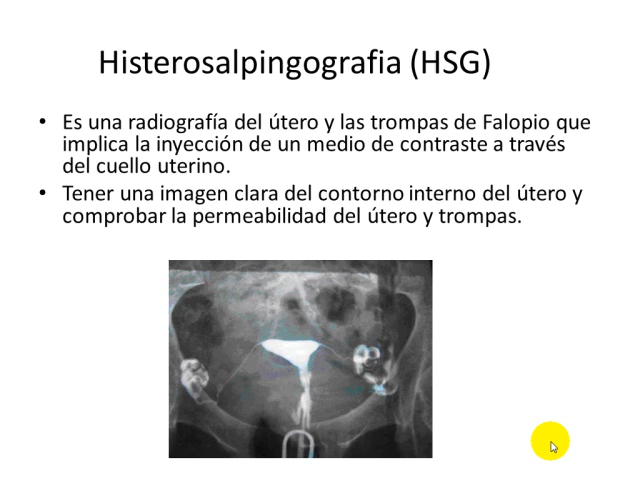 Histerosalpingografia (HSG)
• Es una radiografía del útero y las trompas de Falopio que
implica la inyección de un medio de contraste a través
del cuello uterino.
• Tener una imagen clara del contorno interno del útero y
comprobar la permeabilidad del útero y trompas.